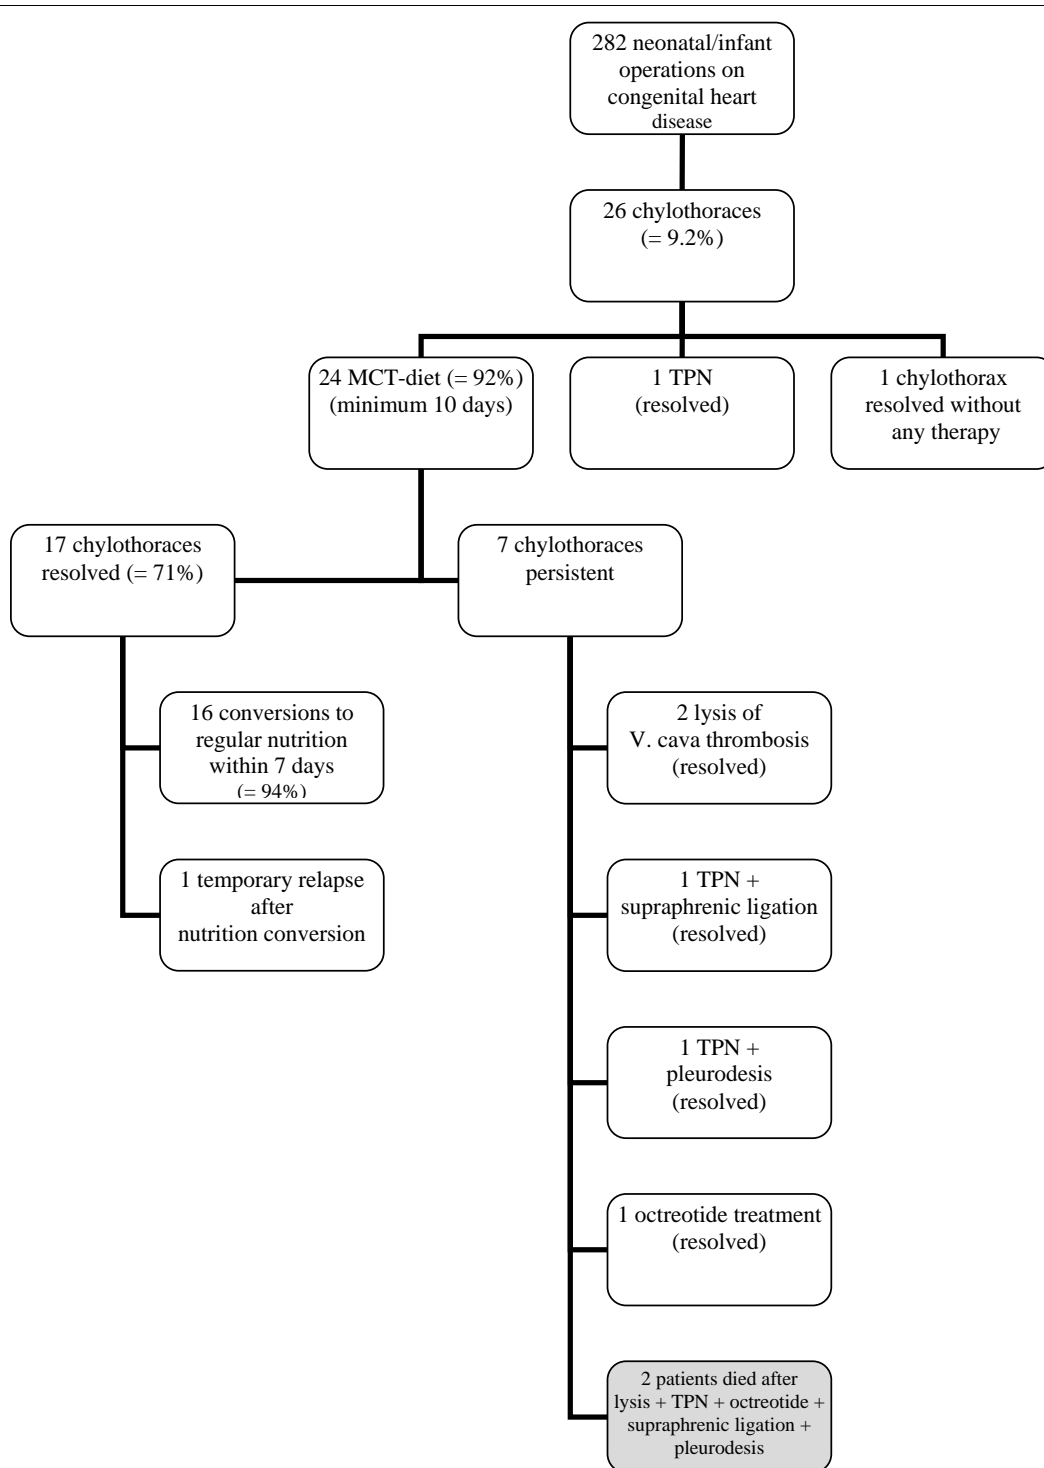 282 neonatal/infant
operations on
congenital heart
disease
26 chylothoraces
(= 9.2%)
24 MCT-diet (= 92%)
(minimum 10 days)
1 TPN
(resolved)
1 chylothorax
resolved without
any therapy
17 chylothoraces
resolved (= 71%)
7 chylothoraces
persistent
16 conversions to
regular nutrition
within 7 days
(= 94%)
1 temporary relapse
after
nutrition conversion
2 lysis of
V. cava thrombosis
(resolved)
1 TPN +
supraphrenic ligation
(resolved)
1 TPN +
pleurodesis
(resolved)
1 octreotide treatment
(resolved)
2 patients died after
lysis + TPN + octreotide +
supraphrenic ligation +
pleurodesis